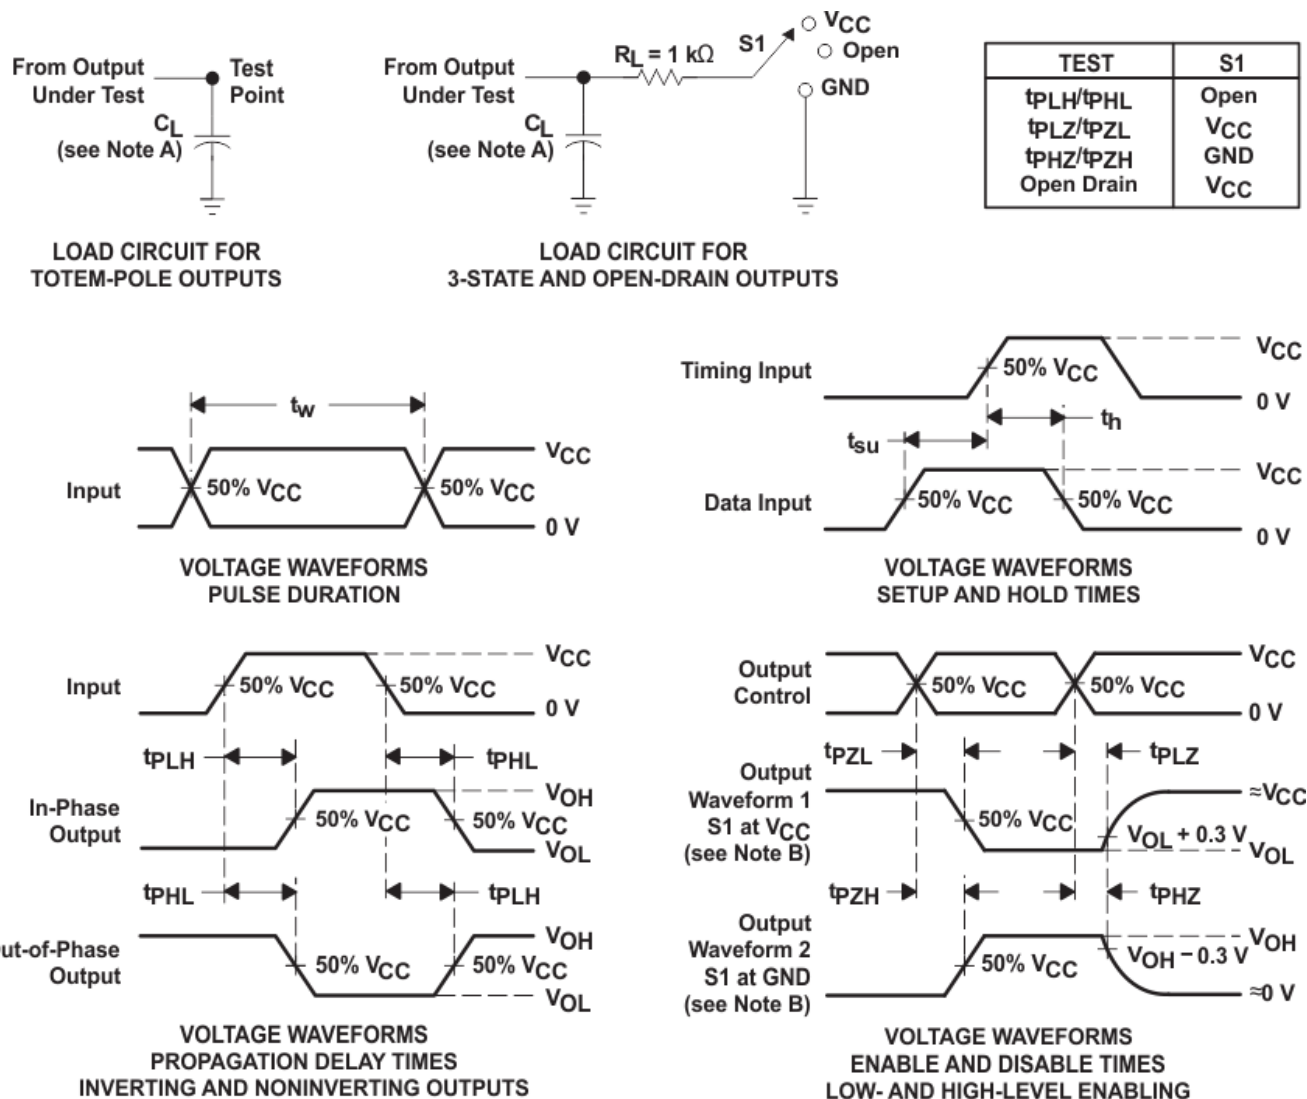 From Output
Under Test
Test
Point
CL
(see Note A)
LOAD CIRCUIT FOR
TOTEM-POLE OUTPUTS
From Output
Under Test
RL = 1 kΩ
S1
VCC
Open
GND
CL
(see Note A)
LOAD CIRCUIT FOR
3-STATE AND OPEN-DRAIN OUTPUTS
TEST S1
tPLH/tPHL Open
tPLZ/tPZL VCC
tPHZ/tPZH GND
Open Drain VCC
tw
Input
50% VCC
50% VCC
VCC
0 V
VOLTAGE WAVEFORMS
PULSE DURATION
Timing Input
50% VCC
VCC
0 V
tsu
th
Data Input
50% VCC
50% VCC
VCC
0 V
VOLTAGE WAVEFORMS
SETUP AND HOLD TIMES
Input
50% VCC
50% VCC
VCC
0 V
tPLH
tPHL
In-Phase
Output
50% VCC
50% VCC
VOH
VOL
tPHL
tPLH
ut-of-Phase
Output
50% VCC
50% VCC
VOH
VOL
VOLTAGE WAVEFORMS
PROPAGATION DELAY TIMES
INVERTING AND NONINVERTING OUTPUTS
Output
Control
50% VCC
50% VCC
VCC
0 V
tPZL
tPLZ
Output
Waveform 1
S1 at VCC
(see Note B)
50% VCC
VOL + 0.3 V
≈VCC
VOL
tPZH
tPHZ
Output
Waveform 2
S1 at GND
(see Note B)
50% VCC
VOH − 0.3 V
VOH
≈0 V
VOLTAGE WAVEFORMS
ENABLE AND DISABLE TIMES
LOW- AND HIGH-LEVEL ENABLING